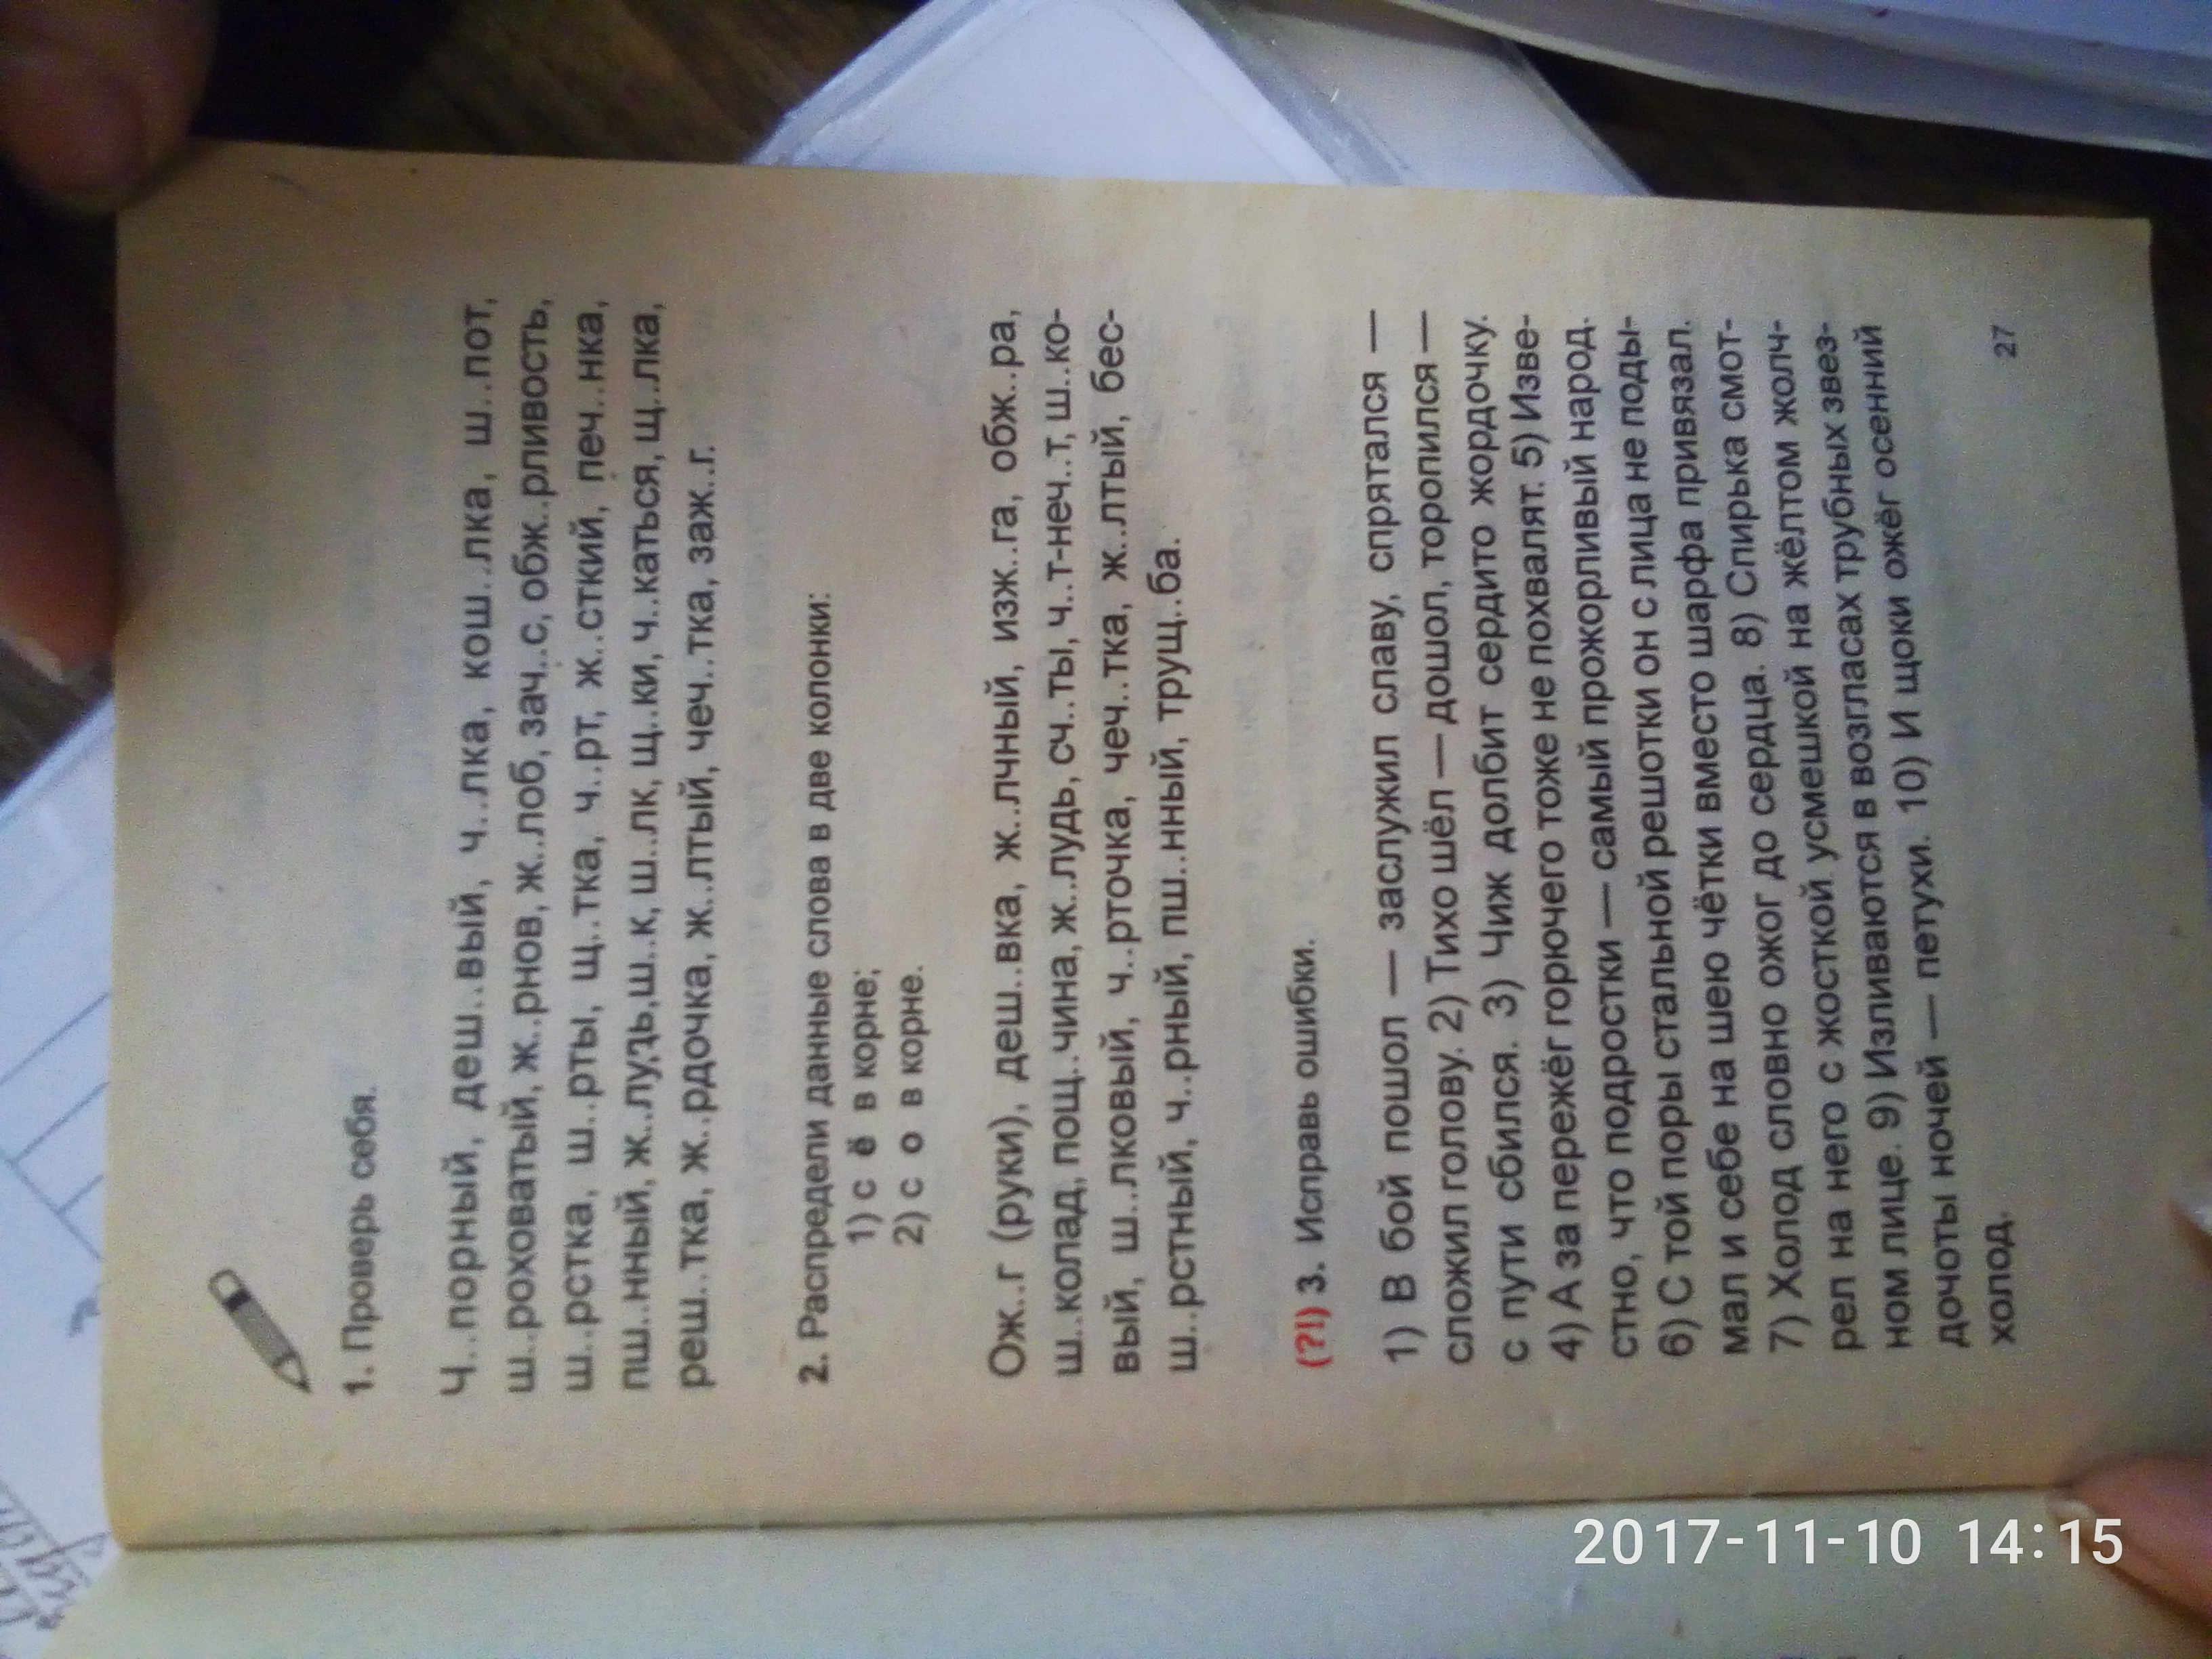 1. Проверь себя.
Ч..порный, деш..вый, ч..лка, кош..лка, ш..пот,
ш..роховатый, ж..рнов, ж..лоб, зач..с, обж..рливость,
ш..рстка, ш..рты, щ..тка, ч..рт, ж..сткий, печ..нка,
пш..нный, ж..лудь, ш..к, ш..лк, щ..ки, ч..каться, щ..лка,
реш..тка, ж..рдочка, ж..лтый, чеч..тка, заж..г.
2. Распредели данные слова в две колонки:
1) с ё в корне;
2) с о в корне.
Ож..г (руки), деш..вка, ж..лчный, изж..га, обж..ра,
ш..колад, пощ..чина, ж..лудь, сч..ты, ч..т-неч..т, ш..ко-
вый, ш..лковый, ч..рточка, чеч..тка, ж..лтый, бес-
ш..рстный, ч..рный, пш..нный, трущ..ба.
(?!) 3. Исправь ошибки.
1) В бой пошол — заслужил славу, спрятался —
сложил голову. 2) Тихо шёл — дошол, торопился —
с пути сбился. 3) Чиж долбит сердито жордочку.
4) А за пережёг горючего тоже не похвалят. 5) Изве-
стно, что подростки — самый прожорливый народ.
6) С той поры стальной решотки он с лица не поды-
мал и себе на шею чётки вместо шарфа привязал.
7) Холод словно ожог до сердца. 8) Спирька смот-
рел на него с жосткой усмешкой на жёлтом жолч-
ном лице. 9) Изливаются в возгласах трубных звез-
дочоты ночей — петухи. 10) И щоки ожёг осенний
холод.
27
2017-11-10 14:15